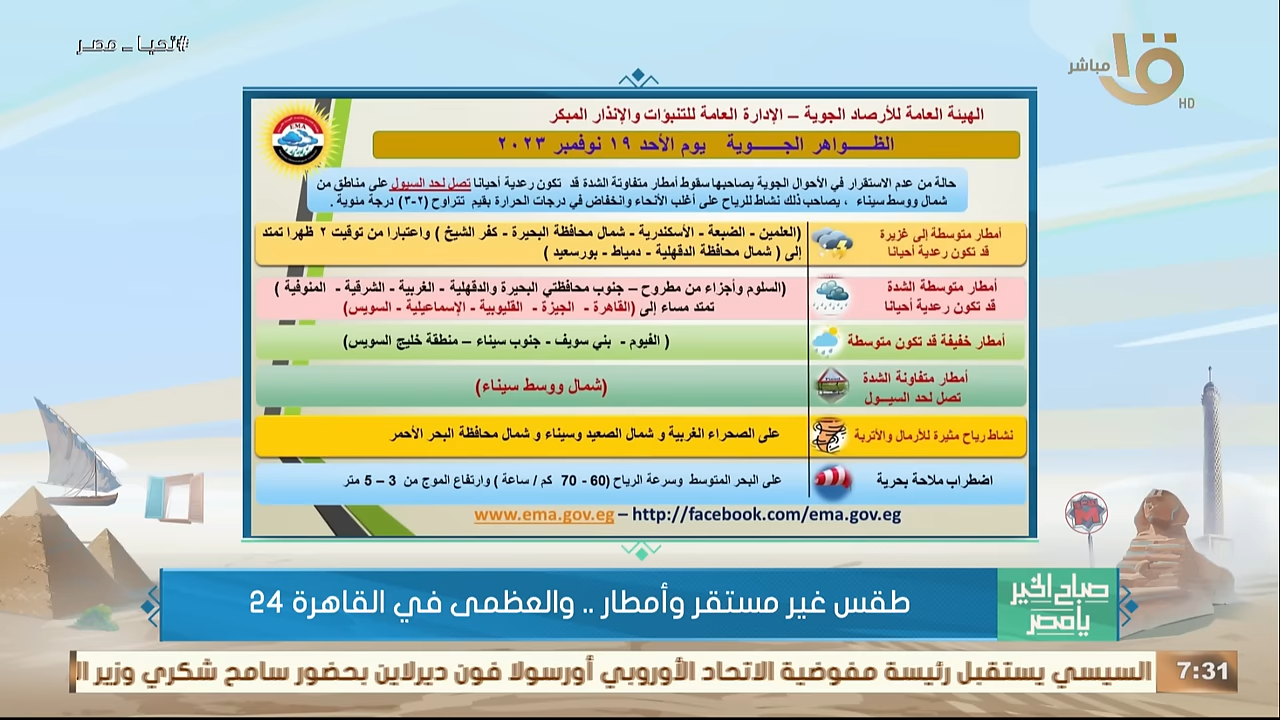 #تحيا_مصر
مباشر
HD
EMA
الهيئة العامة للأرصاد الجوية – الإدارة العامة للتنبؤات والإنذار المبكر
الظــــواهر الجــــــوية يوم الأحد ١٩ نوفمبر ٢٠٢٣
حالة من عدم الاستقرار في الأحوال الجوية يصاحبها سقوط أمطار متفاوتة الشدة قد تكون رعدية أحيانا تصل لحد السيول على مناطق من
شمال ووسط سيناء ، يصاحب ذلك نشاط للرياح على أغلب الأنحاء وانخفاض في درجات الحرارة بقيم تتراوح (٢-٣) درجة مئوية .
أمطار متوسطة إلى غزيرة
قد تكون رعدية أحيانا
(العلمين - الضبعة - الأسكندرية - شمال محافظة البحيرة - كفر الشيخ ) واعتبارا من توقيت ٢ ظهرا تمتد
إلى ( شمال محافظة الدقهلية - دمياط - بورسعيد )
أمطار متوسطة الشدة
قد تكون رعدية أحيانا
(السلوم وأجزاء من مطروح – جنوب محافظتي البحيرة والدقهلية - الغربية - الشرقية - المنوفية )
تمتد مساء إلى (القاهرة - الجيزة - القليوبية - الإسماعيلية - السويس)
أمطار خفيفة قد تكون متوسطة
( الفيوم - بني سويف - جنوب سيناء – منطقة خليج السويس)
أمطار متفاوتة الشدة
تصل لحد السيـــول
(شمال ووسط سيناء)
نشاط رياح مثيرة للأرمال والأتربة
على الصحراء الغربية و شمال الصعيد وسيناء و شمال محافظة البحر الأحمر
اضطراب ملاحة بحرية
على البحر المتوسط وسرعة الرياح (60 - 70 كم / ساعة ) وارتفاع الموج من 3 – 5 متر
www.ema.gov.eg – http://facebook.com/ema.gov.eg
صباح الخير
يا مصر
طقس غير مستقر وأمطار .. والعظمى في القاهرة 24
7:31
السيسي يستقبل رئيسة مفوضية الاتحاد الأوروبي أورسولا فون ديرلاين بحضور سامح شكري وزير ال